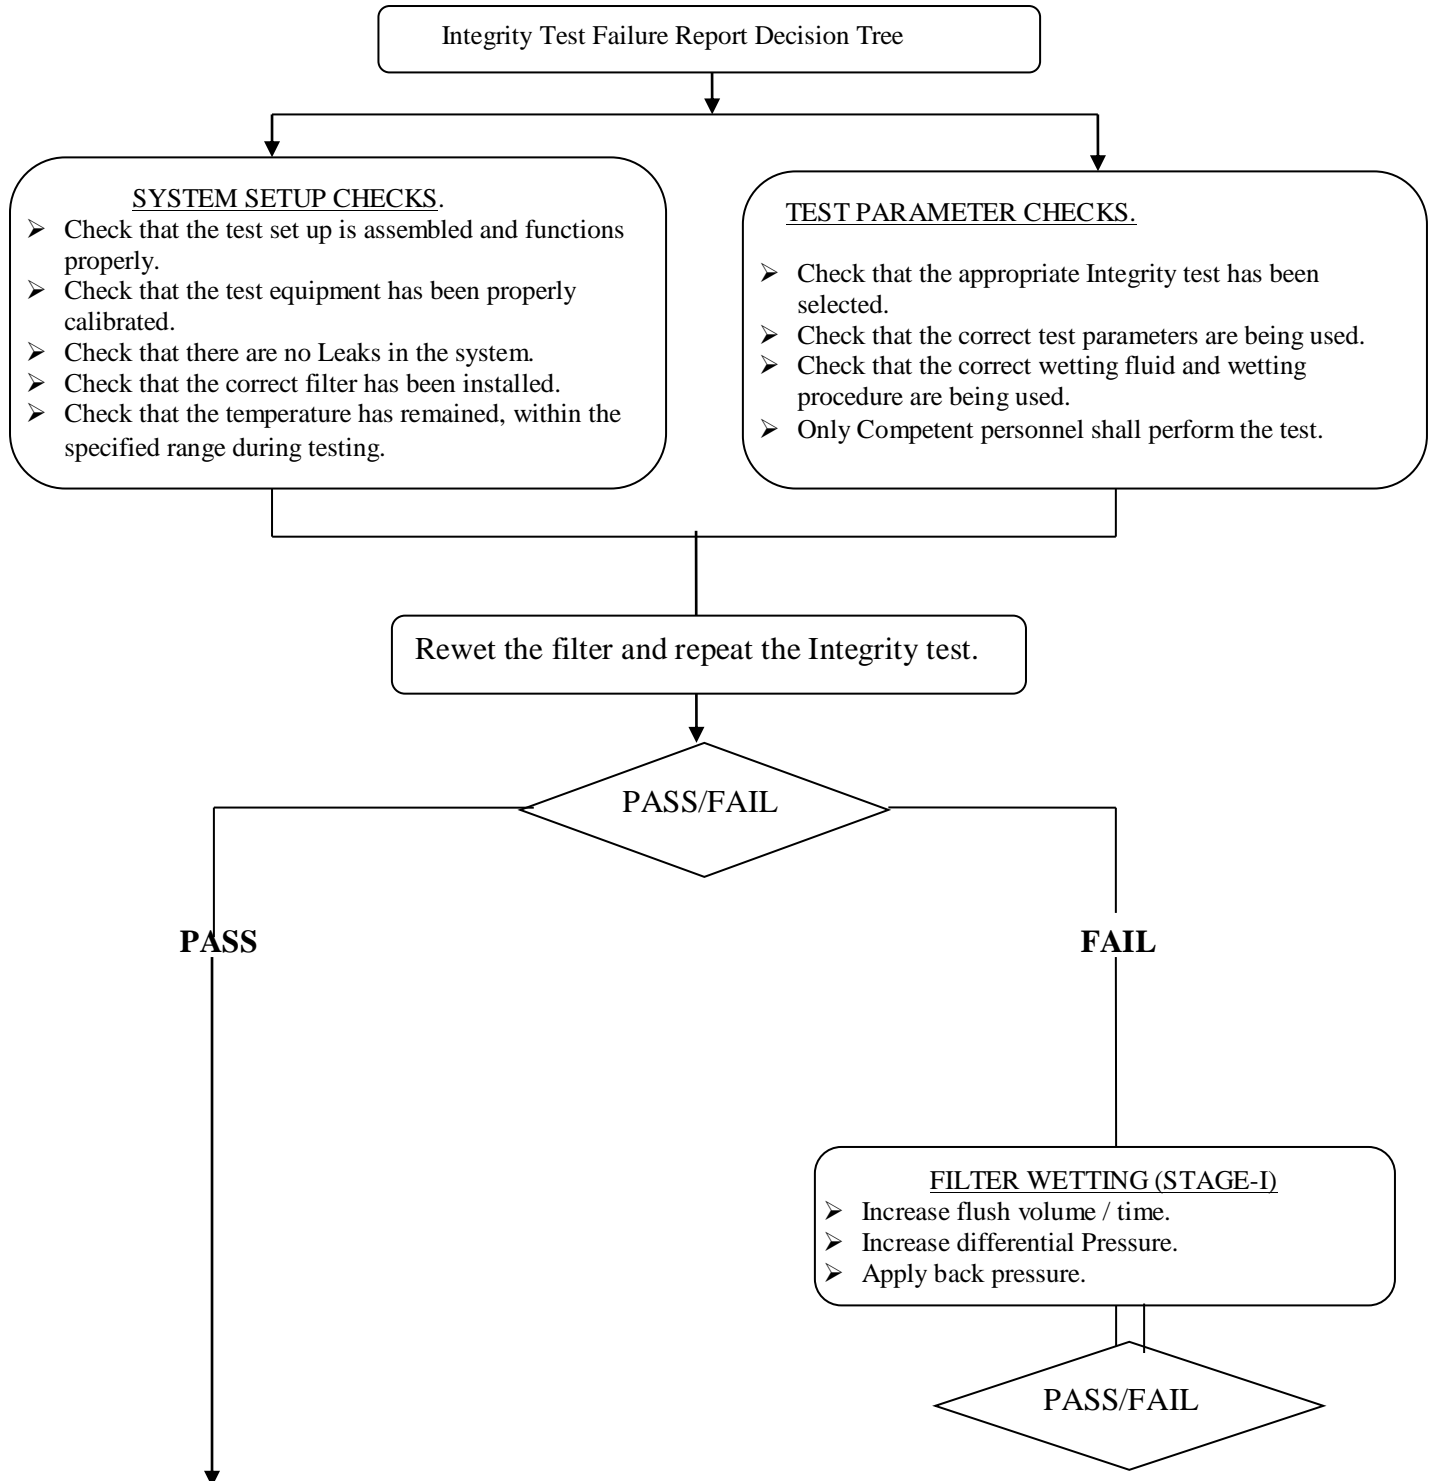 Integrity Test Failure Report Decision Tree
SYSTEM SETUP CHECKS.
➢ Check that the test set up is assembled and functions
properly.
➢ Check that the test equipment has been properly
calibrated.
➢ Check that there are no Leaks in the system.
➢ Check that the correct filter has been installed.
➢ Check that the temperature has remained, within the
specified range during testing.
TEST PARAMETER CHECKS.
➢ Check that the appropriate Integrity test has been
selected.
➢ Check that the correct test parameters are being used.
➢ Check that the correct wetting fluid and wetting
procedure are being used.
➢ Only Competent personnel shall perform the test.
Rewet the filter and repeat the Integrity test.
PASS/FAIL
PASS
FAIL
FILTER WETTING (STAGE-I)
➢ Increase flush volume / time.
➢ Increase differential Pressure.
➢ Apply back pressure.
PASS/FAIL